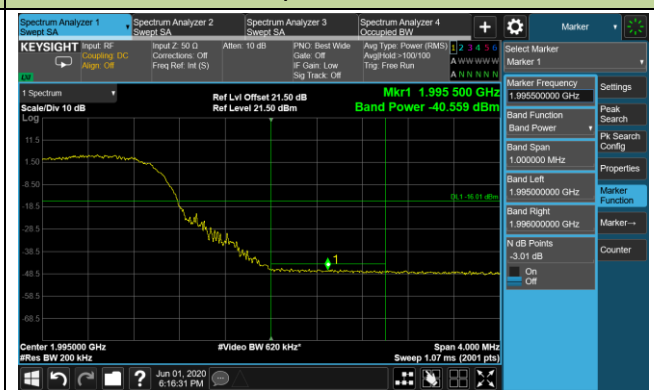 Spectrum Analyzer 1
Swept SA
Spectrum Analyzer 2
Swept SA
Spectrum Analyzer 3
Swept SA
Spectrum Analyzer 4
Occupied BW
+
Marker
KEYSIGHT
Input: RF
Coupling: DC
Align: Off
Input Z: 50 Ω
Corrections: Off
Freq Ref: Int (S)
Atten: 10 dB
PNO: Best Wide
Gate: Off
IF Gain: Low
Sig Track: Off
Avg Type: Power (RMS)
Avg|Hold:>100/100
Trig: Free Run
1 2 3 4 5 6
A W W W W W
A N N N N N
LXI
Select Marker
Marker 1
1 Spectrum
Scale/Div 10 dB
Log
Ref Lvl Offset 21.50 dB
Ref Level 21.50 dBm
Mkr1 1.995 500 GHz
Band Power -40.559 dBm
11.5
1.50
-8.50
-18.5
-28.5
-38.5
-48.5
-58.5
-68.5
DL1 -16.01 dBm
1
Center 1.995000 GHz
#Res BW 200 kHz
#Video BW 620 kHz*
Span 4.000 MHz
Sweep 1.07 ms (2001 pts)
Marker Frequency
1.995500000 GHz
Band Function
Band Power
Band Span
1.000000 MHz
Band Left
1.995000000 GHz
Band Right
1.996000000 GHz
N dB Points
-3.01 dB
On
Off
Settings
Peak
Search
Pk Search
Config
Properties
Marker
Function
Marker→
Counter
?
Jun 01, 2020
6:16:31 PM